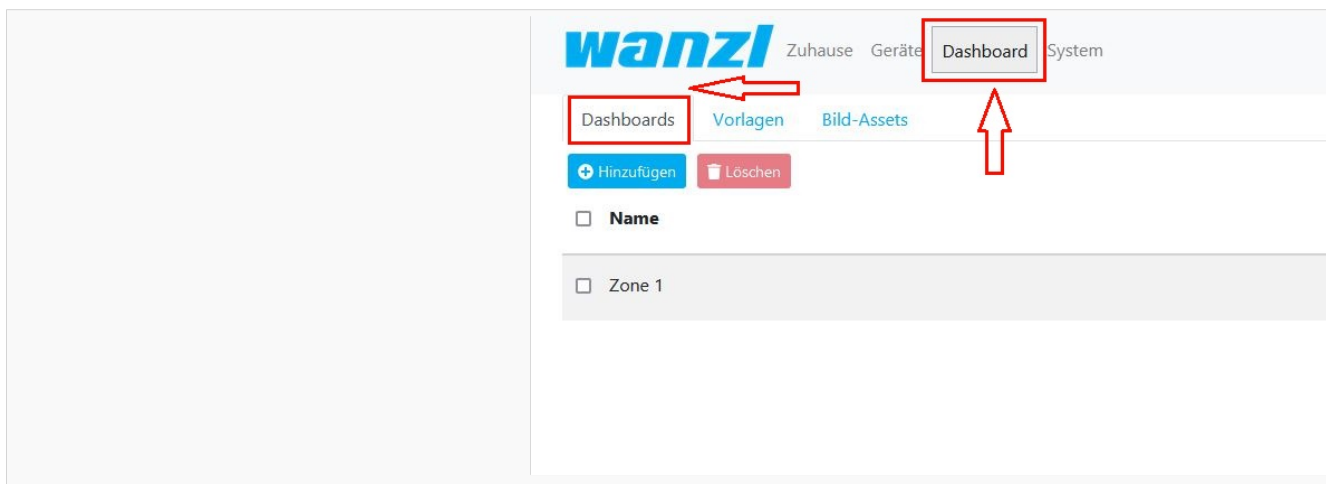 wanzl Zuhause Geräte Dashboard System
Dashboards Vorlagen Bild-Assets
Hinzufügen Löschen
Name
Zone 1